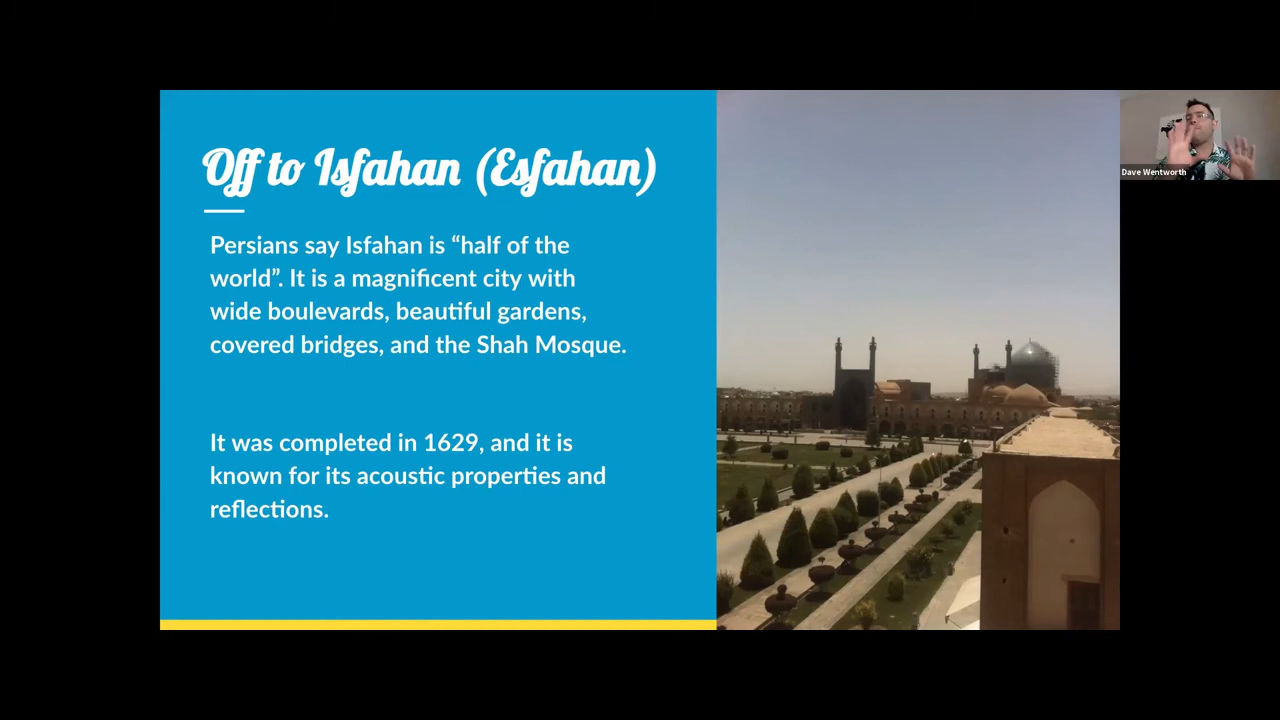 Off to Isfahan (Esfahan)
Persians say Isfahan is “half of the
world”. It is a magnificent city with
wide boulevards, beautiful gardens,
covered bridges, and the Shah Mosque.
It was completed in 1629, and it is
known for its acoustic properties and
reflections.
Dave Wentworth